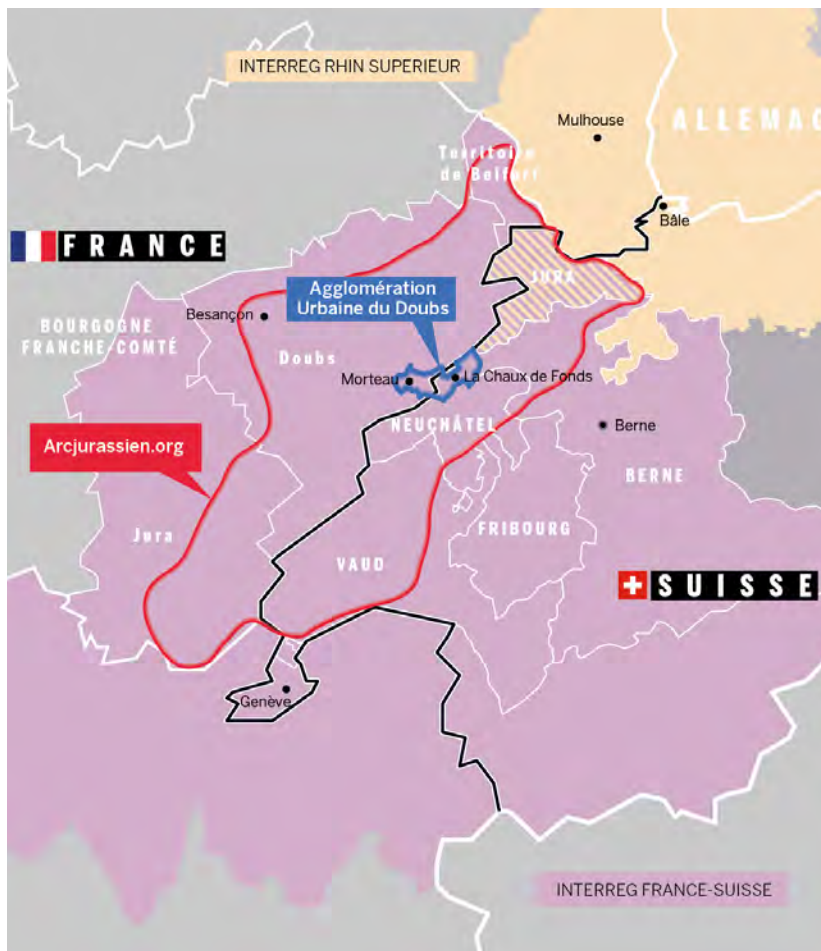 INTERREG RHIN SUPERIEUR
Mulhouse
ALLEMAG
Territoire
de Belfort
Bâle
FRANCE
JURA
Agglomération
Urbaine du Doubs
Besançon
BOURGOGNE
FRANCHE-COMTÉ
Doubs
Morteau
La Chaux de Fonds
NEUCHÂTEL
Berne
Arcjurassien.org
BERNE
FRIBOURG
Jura
VAUD
SUISSE
Genève
INTERREG FRANCE-SUISSE